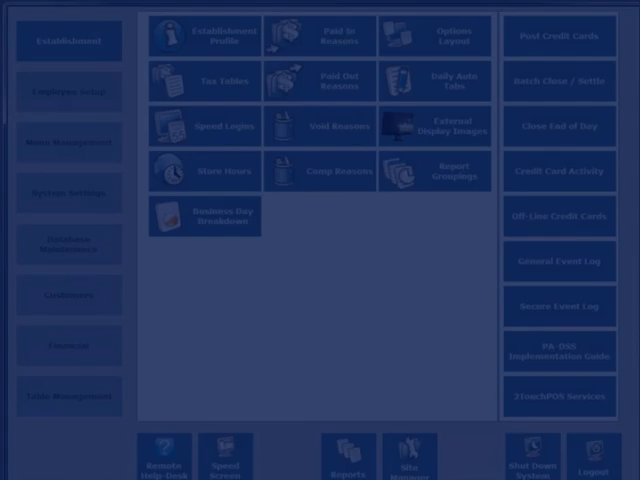 Establishment
Employee Setup
Menu Management
System Settings
Database
Maintenance
Customers
Financial
Table Management
Establishment
Profile
Paid In
Reasons
Options
Layout
Tax Tables
Paid Out
Reasons
Daily Auto
Tabs
Speed Logins
Void Reasons
External
Display Images
Store Hours
Comp Reasons
Report
Groupings
Business Day
Breakdown
Post Credit Cards
Batch Close / Settle
Close End of Day
Credit Card Activity
Off-Line Credit Cards
General Event Log
Secure Event Log
PA-DSS
Implementation Guide
2TouchPOS Services
Remote
Help Desk
Speed
Screen
Reports
Site
Manager
Shut Down
System
Logout